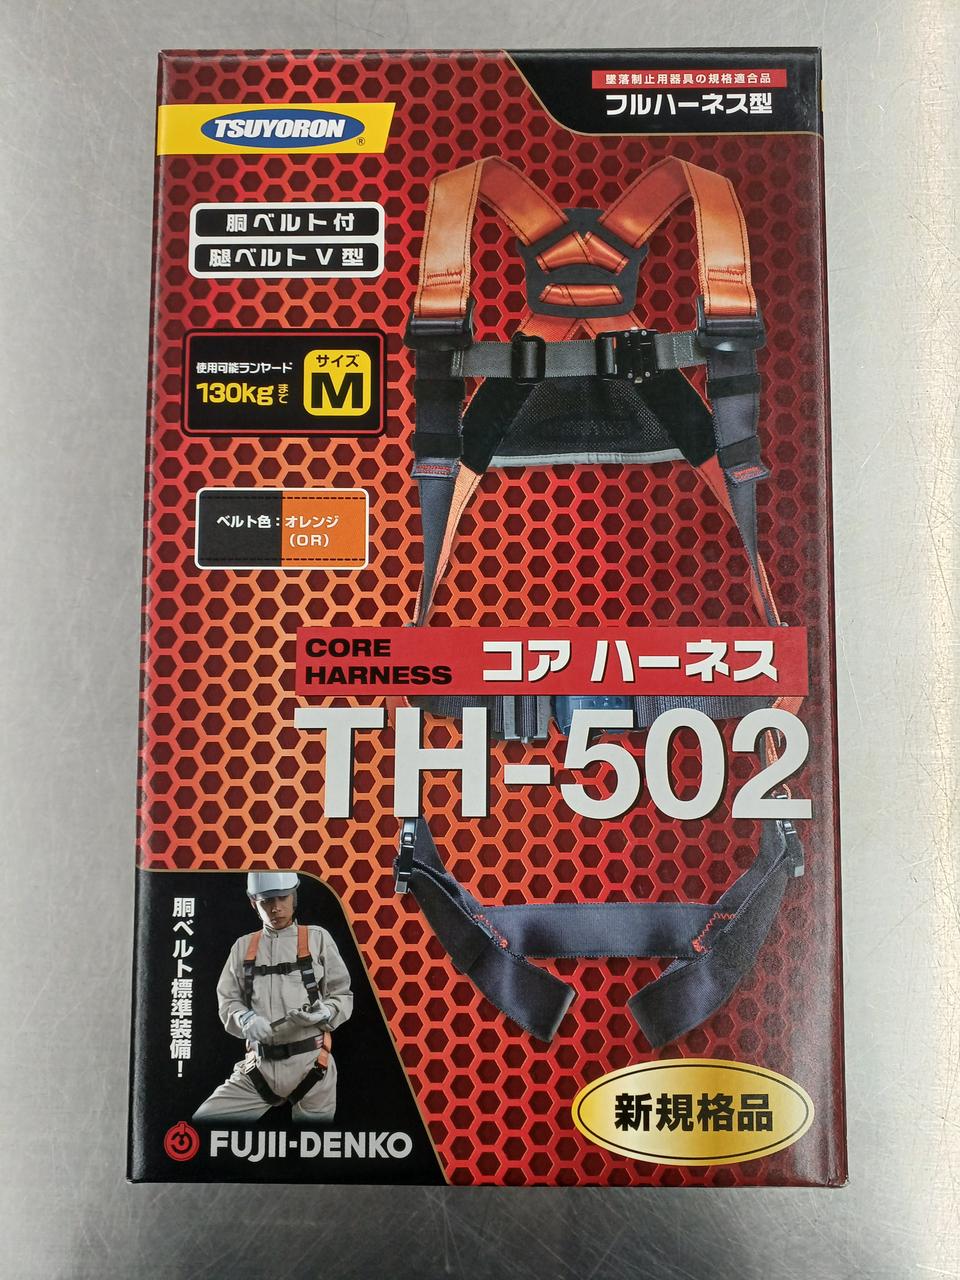 墜落制止用器具の規格適合品
フルハーネス型
TSUYORON
®
胴ベルト付
腿ベルトV型
使用可能ランヤード
130kgまで
サイズ
M
ベルト色：オレンジ
（OR）
CORE
HARNESS
コア ハーネス
TH-502
胴ベルト標準装備！
新規格品
FUJII-DENKO